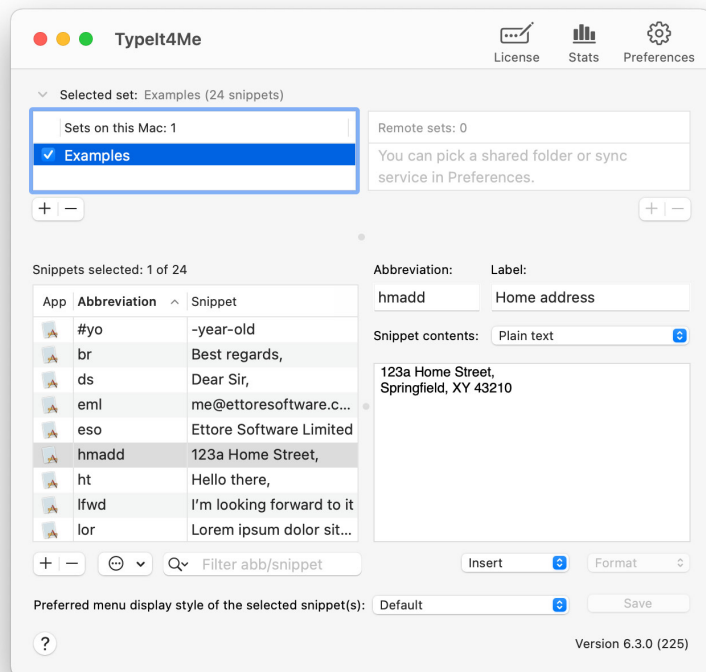 TypeIt4Me
License Stats Preferences
Selected set: Examples (24 snippets)
Sets on this Mac: 1
Examples
Remote sets: 0
You can pick a shared folder or sync
service in Preferences.
Snippets selected: 1 of 24
App Abbreviation Snippet
#yo -year-old
br Best regards,
ds Dear Sir,
eml me@ettoresoftware.c...
eso Ettore Software Limited
hmadd 123a Home Street,
ht Hello there,
lfwd I'm looking forward to it
lor Lorem ipsum dolor sit...
Filter abb/snippet
Abbreviation: Label:
hmadd Home address
Snippet contents: Plain text
123a Home Street,
Springfield, XY 43210
Insert Format
Preferred menu display style of the selected snippet(s): Default Save
? Version 6.3.0 (225)